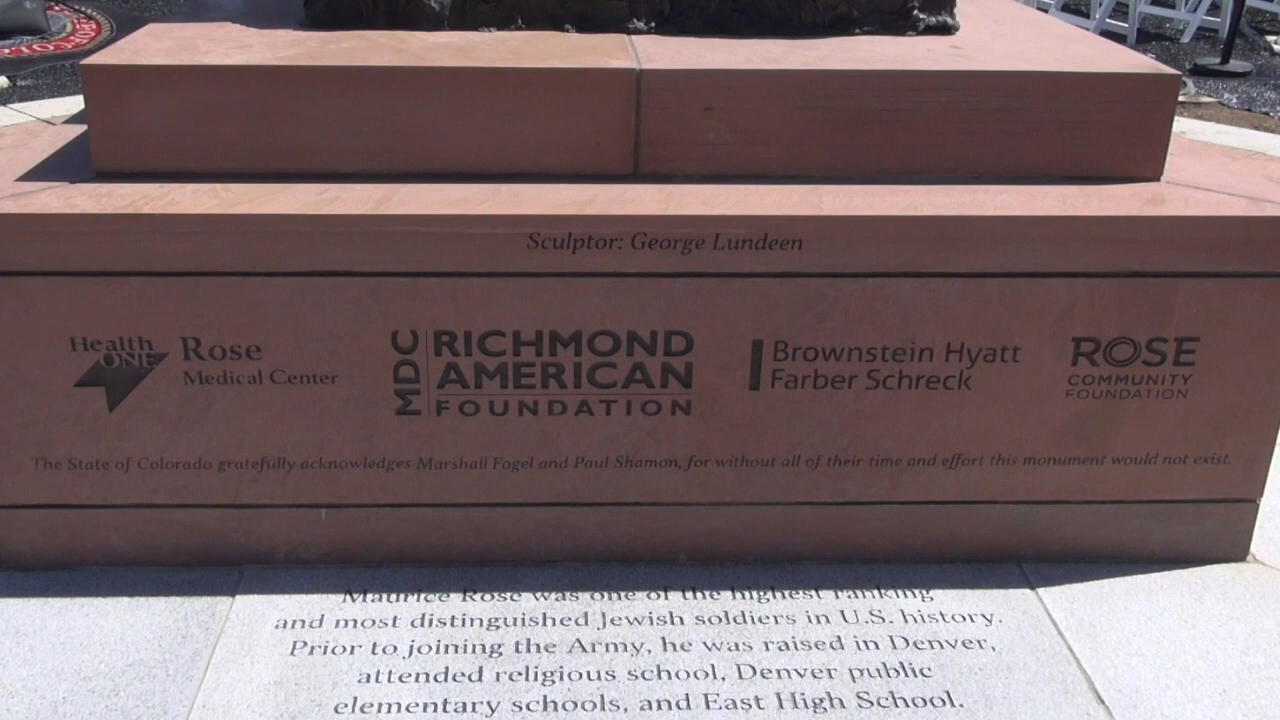 Sculptor: George Lundeen
Health
ONE
Rose
Medical Center
MDC
RICHMOND
AMERICAN
FOUNDATION
Brownstein Hyatt
Farber Schreck
ROSE
COMMUNITY
FOUNDATION
The State of Colorado gratefully acknowledges Marshall Fogel and Paul Shamon, for without all of their time and effort this monument would not exist.
Maurice Rose was one of the highest ranking
and most distinguished Jewish soldiers in U.S. history.
Prior to joining the Army, he was raised in Denver,
attended religious school, Denver public
elementary schools, and East High School.